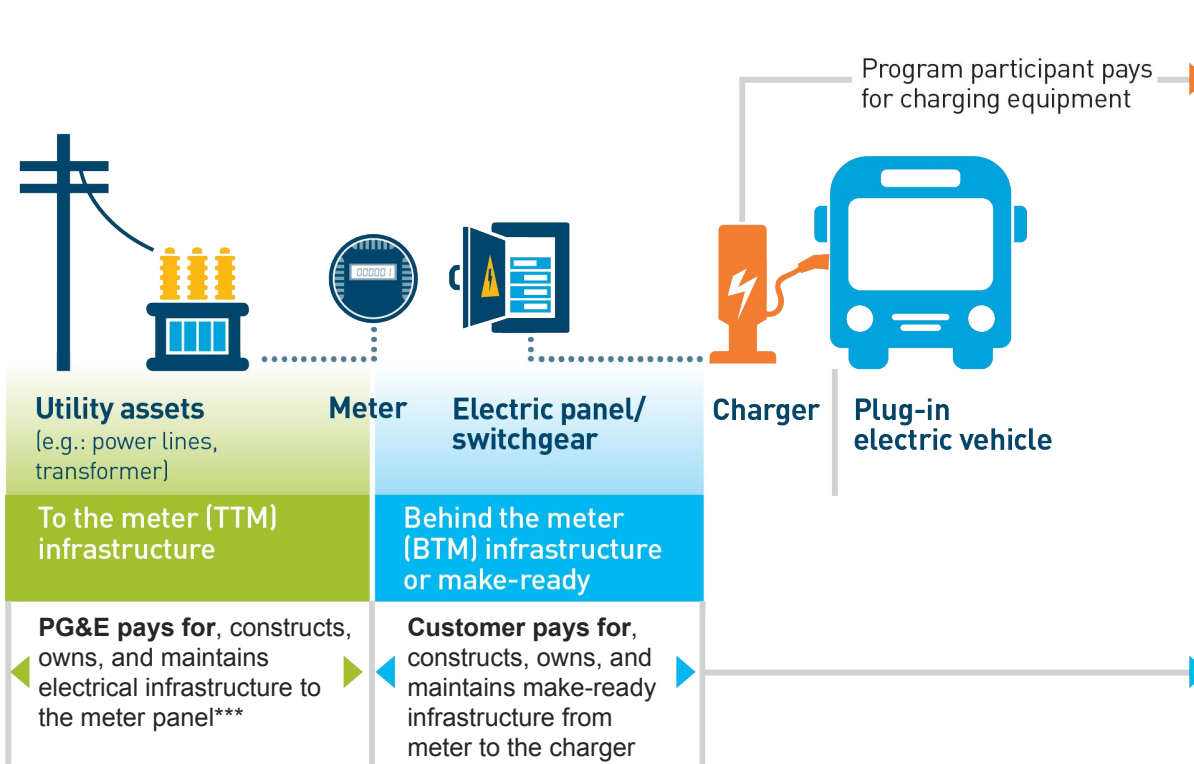 Program participant pays
for charging equipment
000001
Utility assets
(e.g.: power lines,
transformer)
Meter
Electric panel/
switchgear
Charger
Plug-in
electric vehicle
To the meter (TTM)
infrastructure
Behind the meter
(BTM) infrastructure
or make-ready
PG&E pays for, constructs,
owns, and maintains
electrical infrastructure to
the meter panel***
Customer pays for,
constructs, owns, and
maintains make-ready
infrastructure from
meter to the charger